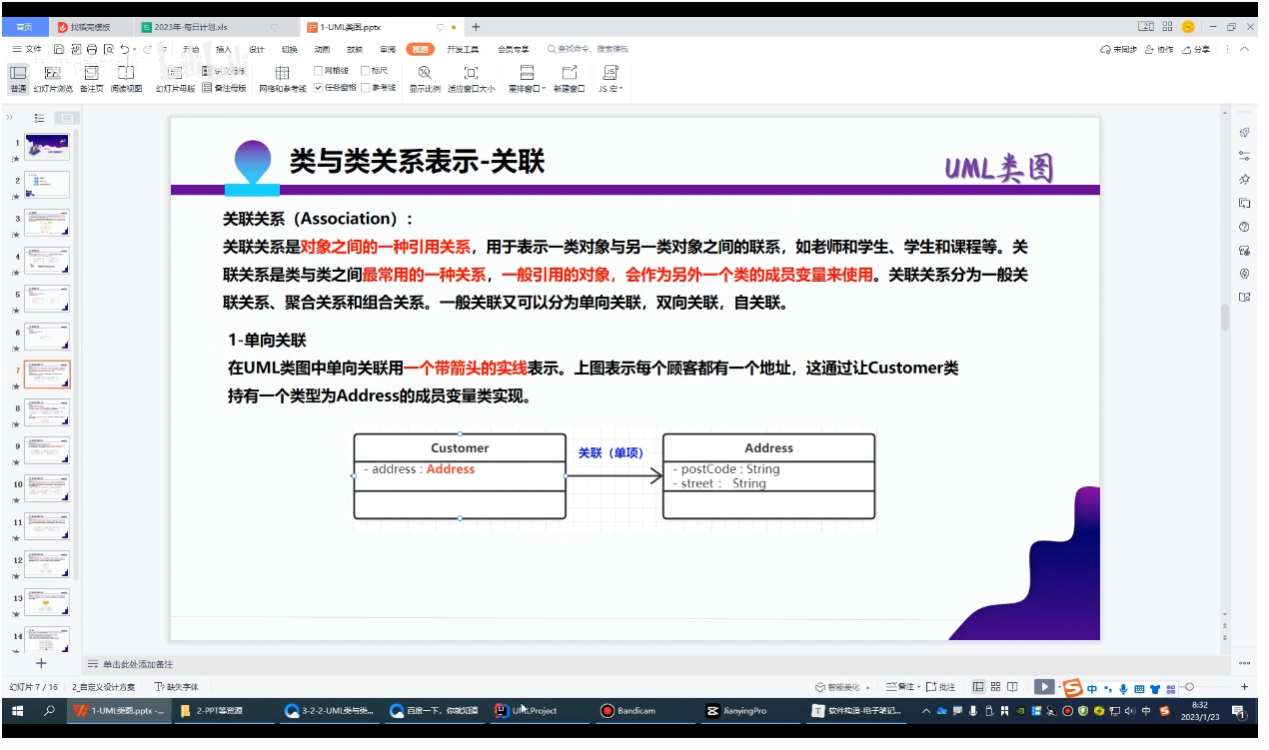 首页
找稻壳模板
2023年-每日计划.xls
1-UML类图.pptx
文件
开始
插入
设计
切换
动画
放映
审阅
视图
开发工具
会员专享
查找命令、搜索模板
未同步
协作
分享
普通
幻灯片浏览
备注页
阅读视图
幻灯片母版
备注母版
网格和参考线
网格线
标尺
任务窗格
参考线
显示比例
适应窗口大小
重排窗口
新建窗口
JS 宏
类与类关系表示-关联
UML类图
关联关系（Association）:
关联关系是对象之间的一种引用关系，用于表示一类对象与另一类对象之间的联系，如老师和学生、学生和课程等。关
联关系是类与类之间最常用的一种关系，一般引用的对象，会作为另外一个类的成员变量来使用。关联关系分为一般关
联关系、聚合关系和组合关系。一般关联又可以分为单向关联，双向关联，自关联。
1-单向关联
在UML类图中单向关联用一个带箭头的实线表示。上图表示每个顾客都有一个地址，这通过让Customer类
持有一个类型为Address的成员变量类实现。
Customer
- address : Address
关联（单项）
Address
- postCode : String
- street :   String
1
2
3
4
5
6
7
8
9
10
11
12
13
14
单击此处添加备注
幻灯片 7 / 16
2_自定义设计方案
缺失字体
智能美化
备注
批注
中
1-UML类图.pptx -...
2-PPT等资源
3-2-2-UML类与类...
百度一下，你就知道
UMLProject
Bandicam
JianyingPro
软件构造-电子笔记...
中
8:32
2023/1/23